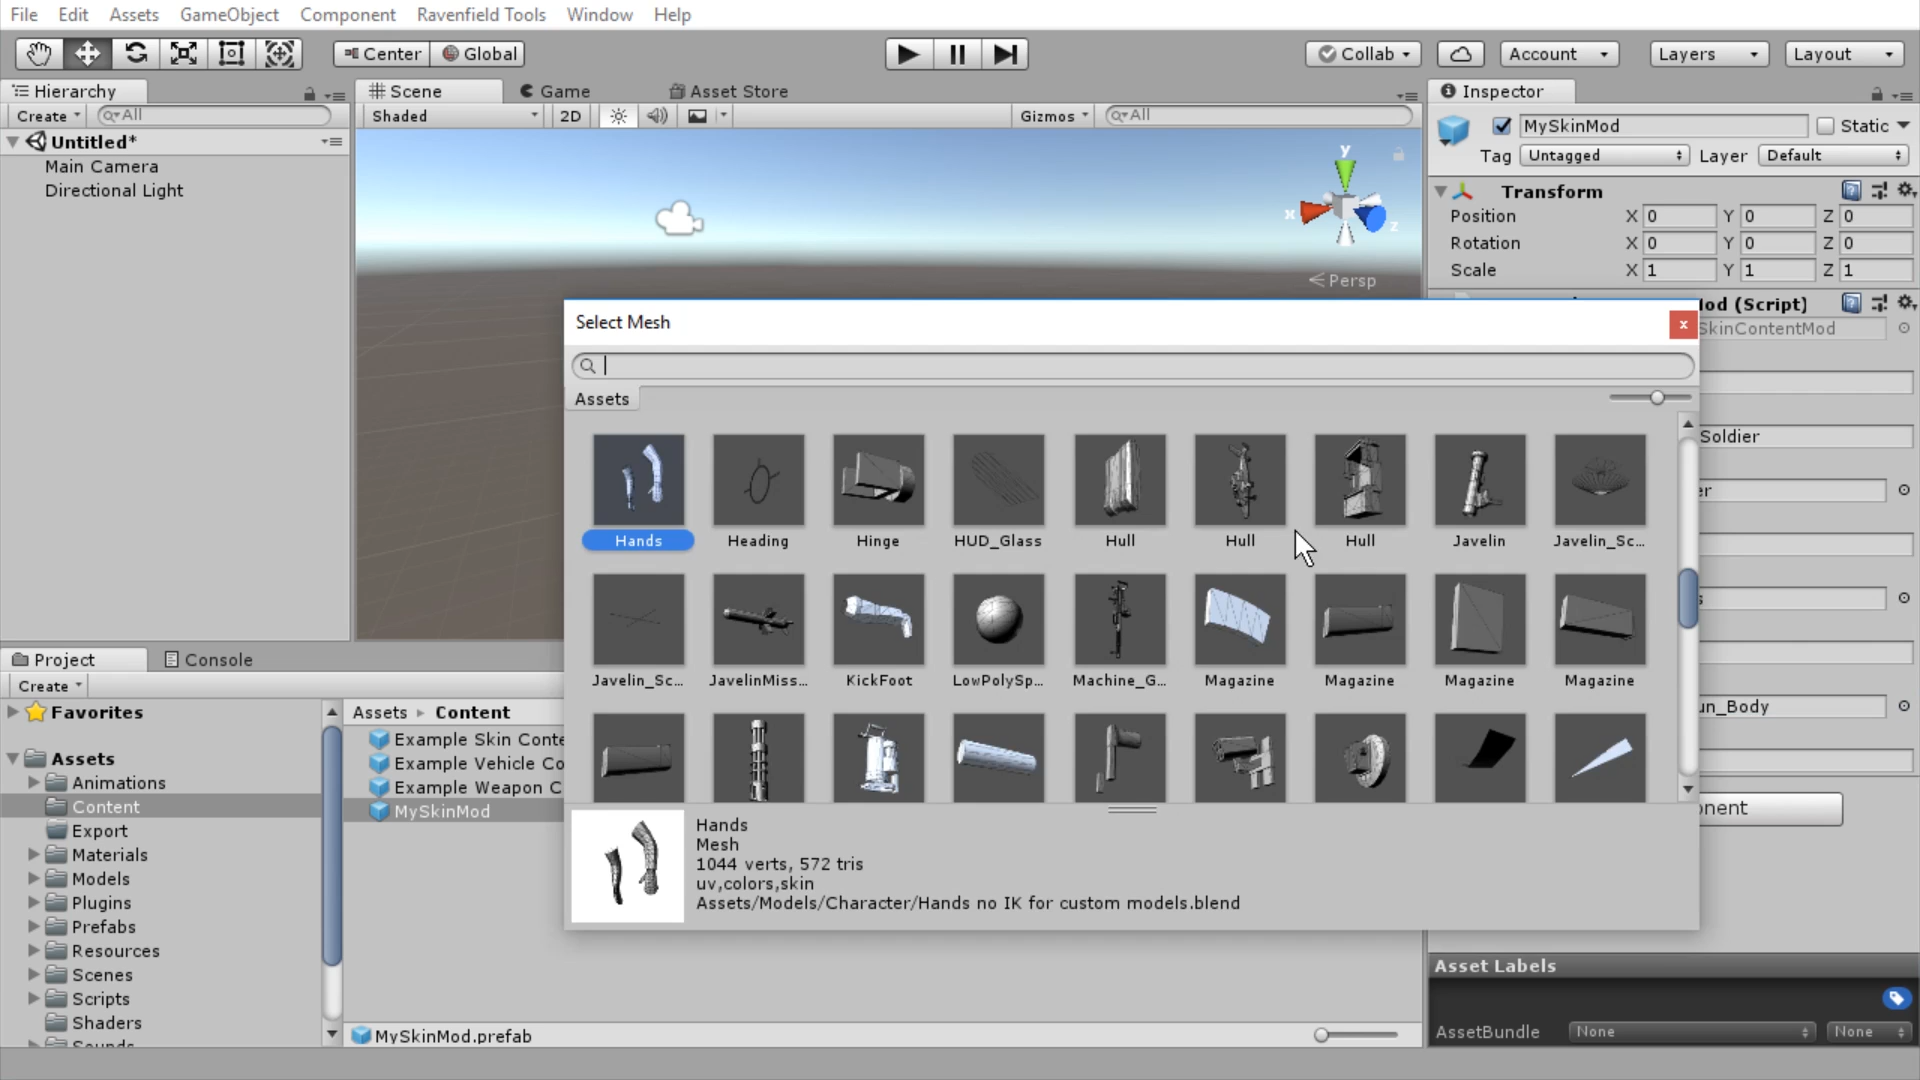 File Edit Assets GameObject Component Ravenfield Tools Window Help
Center Global Collab Account Layers Layout
Hierarchy
Create All
Untitled*
Main Camera
Directional Light
Scene Game Asset Store
Shaded 2D Gizmos All
y
x
z
Persp
Inspector
MySkinMod Static
Tag Untagged Layer Default
Transform
Position X 0 Y 0 Z 0
Rotation X 0 Y 0 Z 0
Scale X 1 Y 1 Z 1
(Script)
SkinContentMod
Soldier
Select Mesh
x
Assets
Hands Heading Hinge HUD_Glass Hull Hull Hull Javelin Javelin_Sc...
Javelin_Sc... JavelinMiss... KickFoot LowPolySp... Machine_G... Magazine Magazine Magazine Magazine
Hands
Mesh
1044 verts, 572 tris
uv,colors,skin
Assets/Models/Character/Hands no IK for custom models.blend
un_Body
Project Console
Create
Favorites
Assets
Animations
Content
Export
Materials
Models
Plugins
Prefabs
Resources
Scenes
Scripts
Shaders
Assets Content
Example Skin Conte
Example Vehicle Co
Example Weapon C
MySkinMod
MySkinMod.prefab
Asset Labels
AssetBundle None None